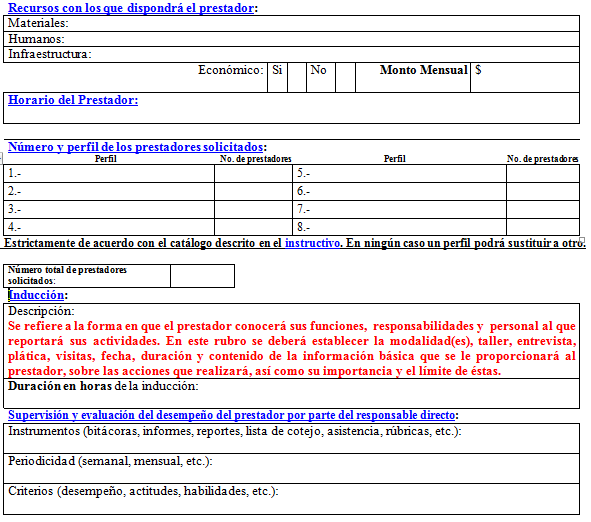 Recursos con los que dispondrá el prestador:
Materiales:
Humanos:
Infraestructura:
Económico: Si No Monto Mensual $
Horario del Prestador:
Número y perfil de los prestadores solicitados:
Perfil No. de prestadores Perfil No. de prestadores
1.- 5.-
2.- 6.-
3.- 7.-
4.- 8.-
Estrictamente de acuerdo con el catálogo descrito en el instructivo. En ningún caso un perfil podrá sustituir a otro.
Número total de prestadores
solicitados:
Inducción:
Descripción:
Se refiere a la forma en que el prestador conocerá sus funciones, responsabilidades y personal al que
reportará sus actividades. En este rubro se deberá establecer la modalidad(es), taller, entrevista,
plática, visitas, fecha, duración y contenido de la información básica que se le proporcionará al
prestador, sobre las acciones que realizará, así como su importancia y el límite de éstas.
Duración en horas de la inducción:
Supervisión y evaluación del desempeño del prestador por parte del responsable directo:
Instrumentos (bitácoras, informes, reportes, lista de cotejo, asistencia, rúbricas, etc.):
Periodicidad (semanal, mensual, etc.):
Criterios (desempeño, actitudes, habilidades, etc.):